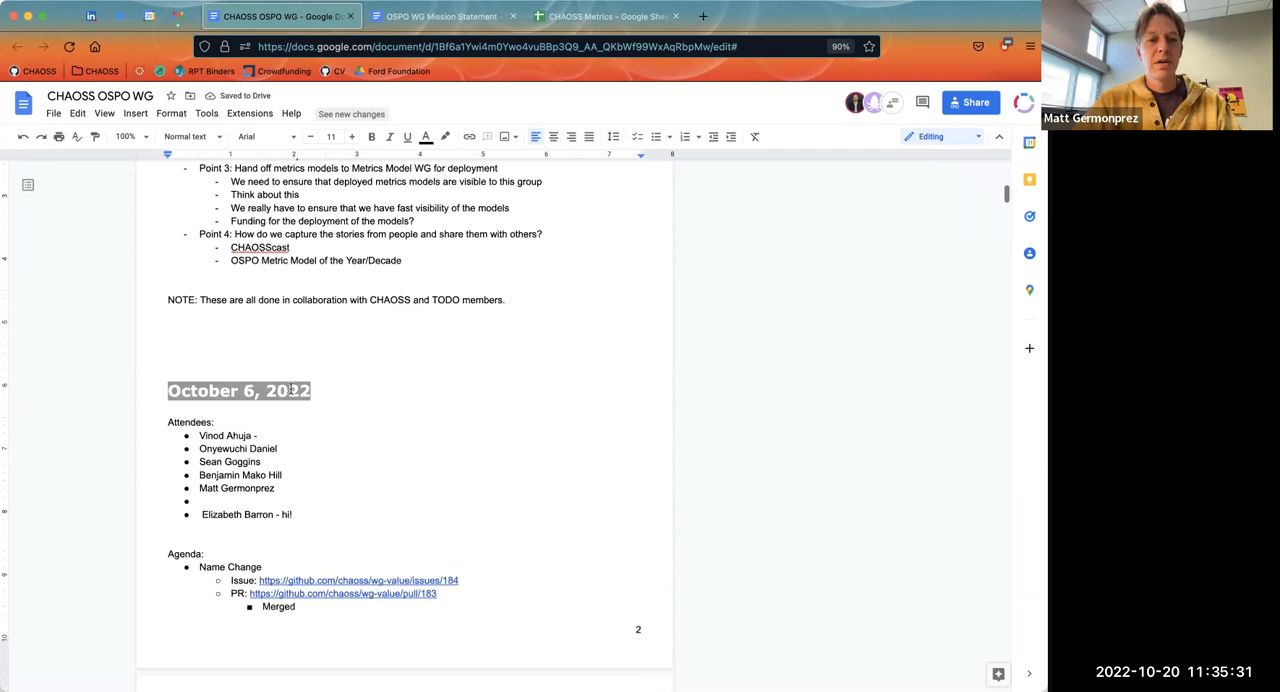 CHAOSS OSPO WG - Google Do
OSPO WG Mission Statement -
CHAOSS Metrics - Google She
https://docs.google.com/document/d/1Bf6a1Ywi4m0Ywo4vuBBp3Q9_AA_QKbWf99WxAqRbpMw/edit#
90%
CHAOSS
CHAOSS
RPT Binders
Crowdfunding
CV
Ford Foundation
CHAOSS OSPO WG
Saved to Drive
File Edit View Insert Format Tools Extensions Help
See new changes
Share
100%
Normal text
Arial
11
Editing
1 2 3 4 5 6 7 8
- Point 3: Hand off metrics models to Metrics Model WG for deployment
- We need to ensure that deployed metrics models are visible to this group
- Think about this
- We really have to ensure that we have fast visibility of the models
- Funding for the deployment of the models?
- Point 4: How do we capture the stories from people and share them with others?
- CHAOSScast
- OSPO Metric Model of the Year/Decade
NOTE: These are all done in collaboration with CHAOSS and TODO members.
October 6, 2022
Attendees:
Vinod Ahuja -
Onyewuchi Daniel
Sean Goggins
Benjamin Mako Hill
Matt Germonprez
Elizabeth Barron - hi!
Agenda:
Name Change
Issue: https://github.com/chaoss/wg-value/issues/184
PR: https://github.com/chaoss/wg-value/pull/183
Merged
2
Matt Germonprez
2022-10-20 11:35:31